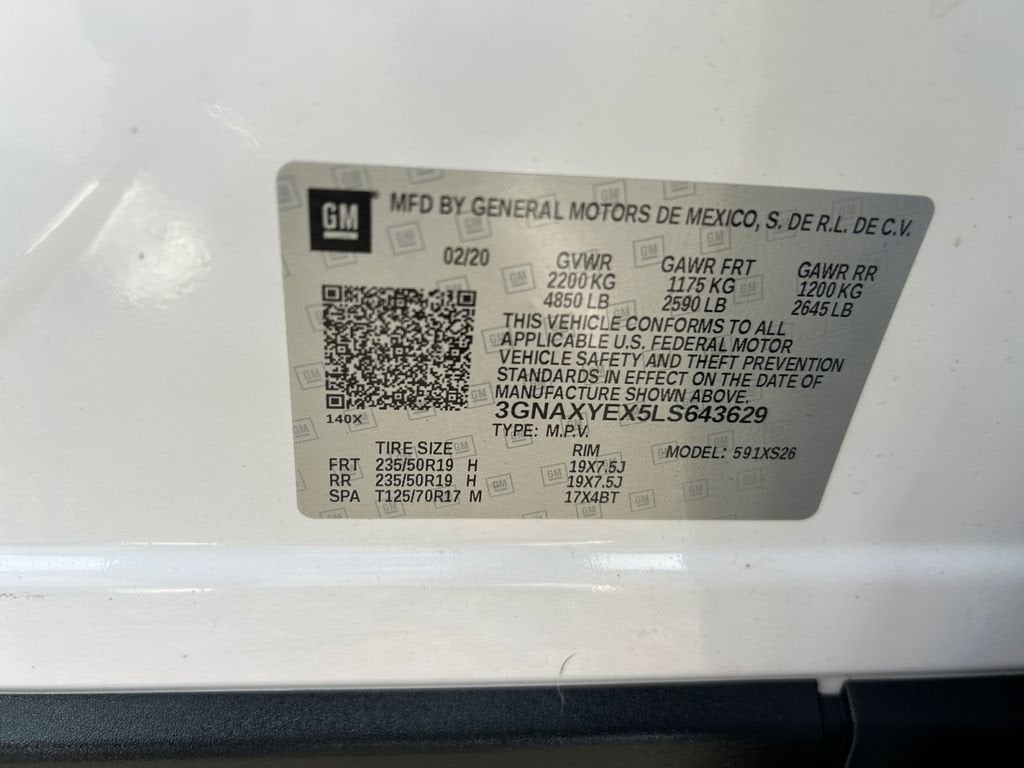 GM MFD BY GENERAL MOTORS DE MEXICO, S. DE R.L. DE C.V.
02/20 GVWR GAWR FRT GAWR RR
2200 KG 1175 KG 1200 KG
4850 LB 2590 LB 2645 LB
THIS VEHICLE CONFORMS TO ALL
APPLICABLE U.S. FEDERAL MOTOR
VEHICLE SAFETY AND THEFT PREVENTION
STANDARDS IN EFFECT ON THE DATE OF
MANUFACTURE SHOWN ABOVE.
140X 3GNAXYEX5LS643629
TYPE: M.P.V. MODEL: 591XS26
TIRE SIZE RIM
FRT 235/50R19 H 19X7.5J
RR 235/50R19 H 19X7.5J
SPA T125/70R17 M 17X4BT